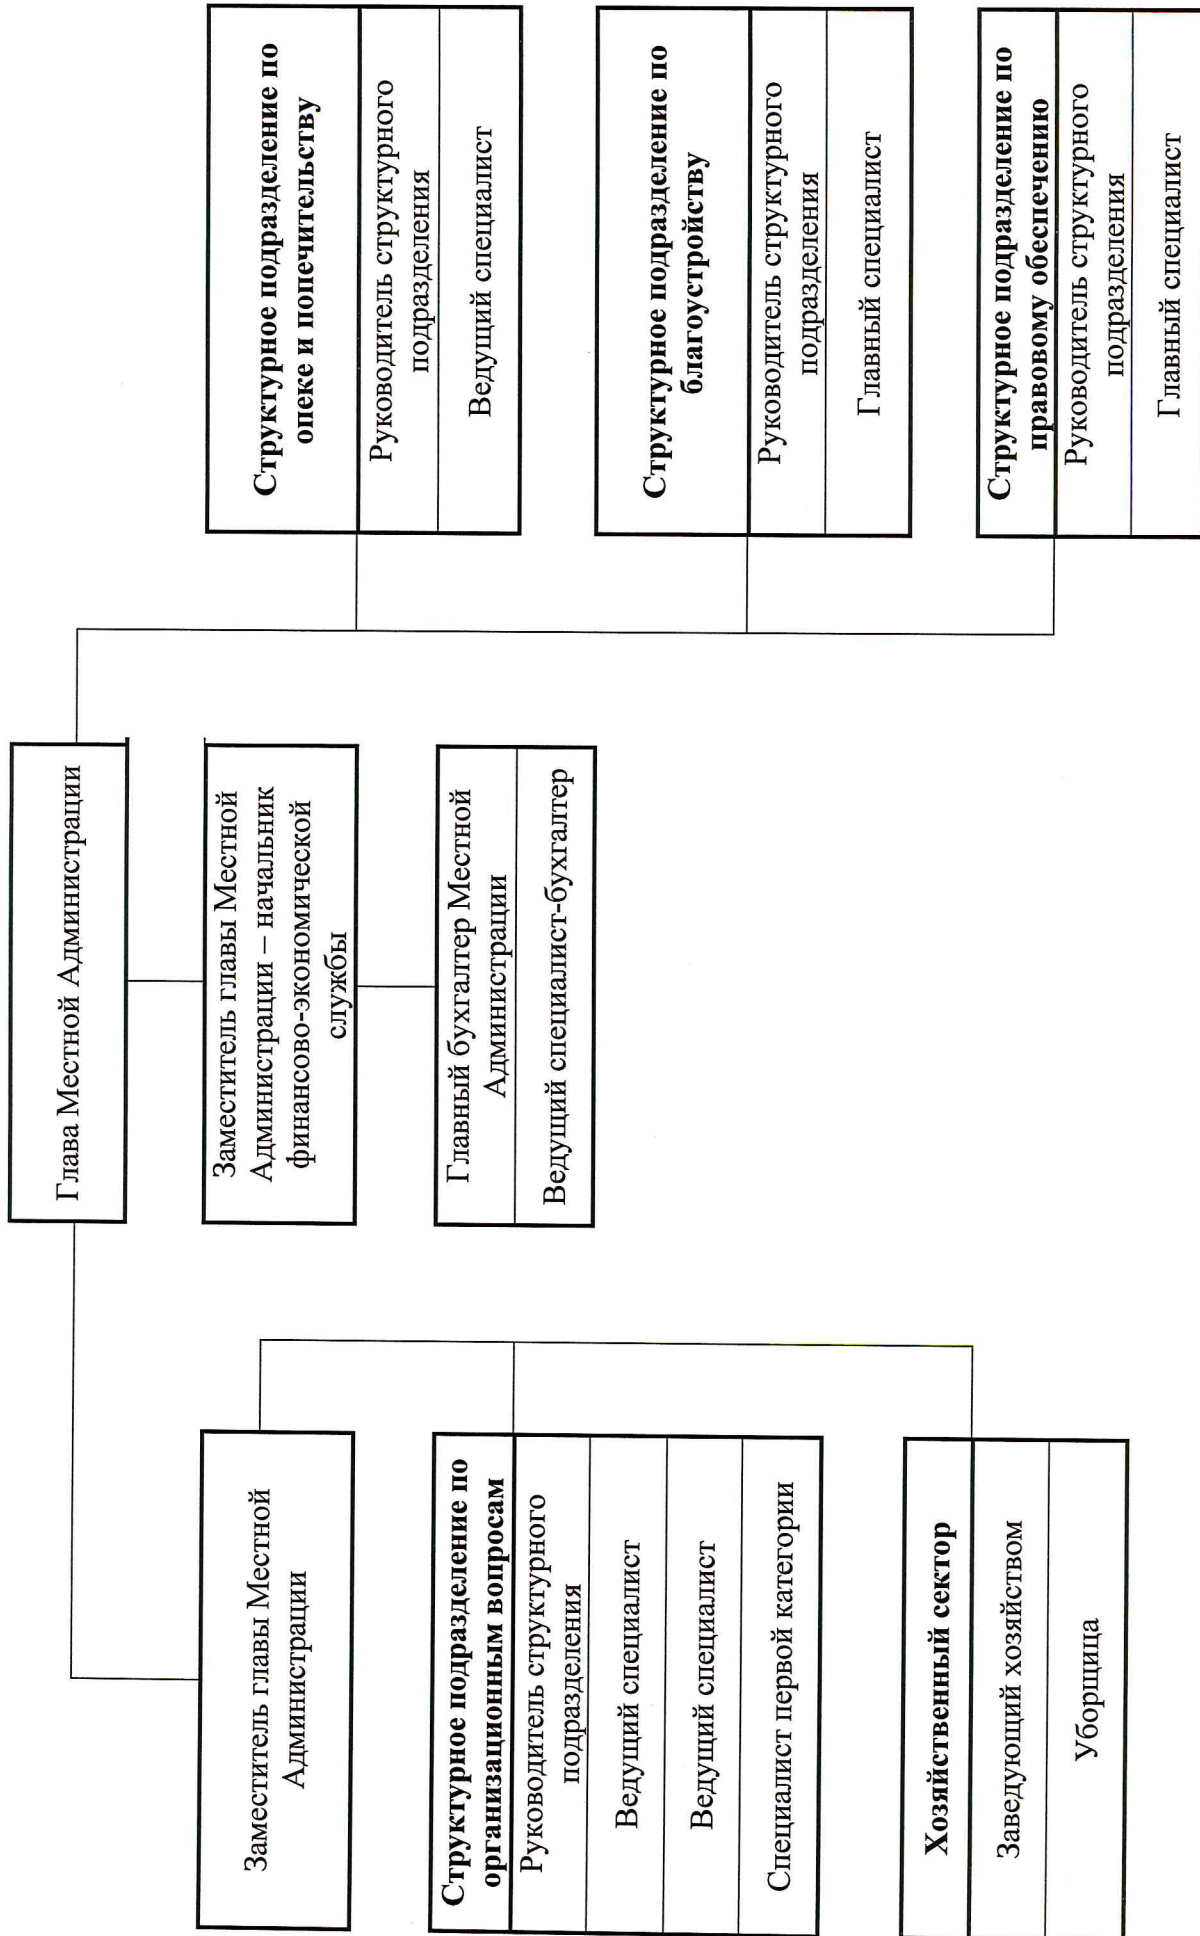 Глава Местной Администрации
Заместитель главы Местной
Администрации
Структурное подразделение по
организационным вопросам
Руководитель структурного
подразделения
Ведущий специалист
Ведущий специалист
Специалист первой категории
Хозяйственный сектор
Заведующий хозяйством
Уборщица
Заместитель главы Местной
Администрации – начальник
финансово-экономической
службы
Главный бухгалтер Местной
Администрации
Ведущий специалист-бухгалтер
Структурное подразделение по
опеке и попечительству
Руководитель структурного
подразделения
Ведущий специалист
Структурное подразделение по
благоустройству
Руководитель структурного
подразделения
Главный специалист
Структурное подразделение по
правовому обеспечению
Руководитель структурного
подразделения
Главный специалист